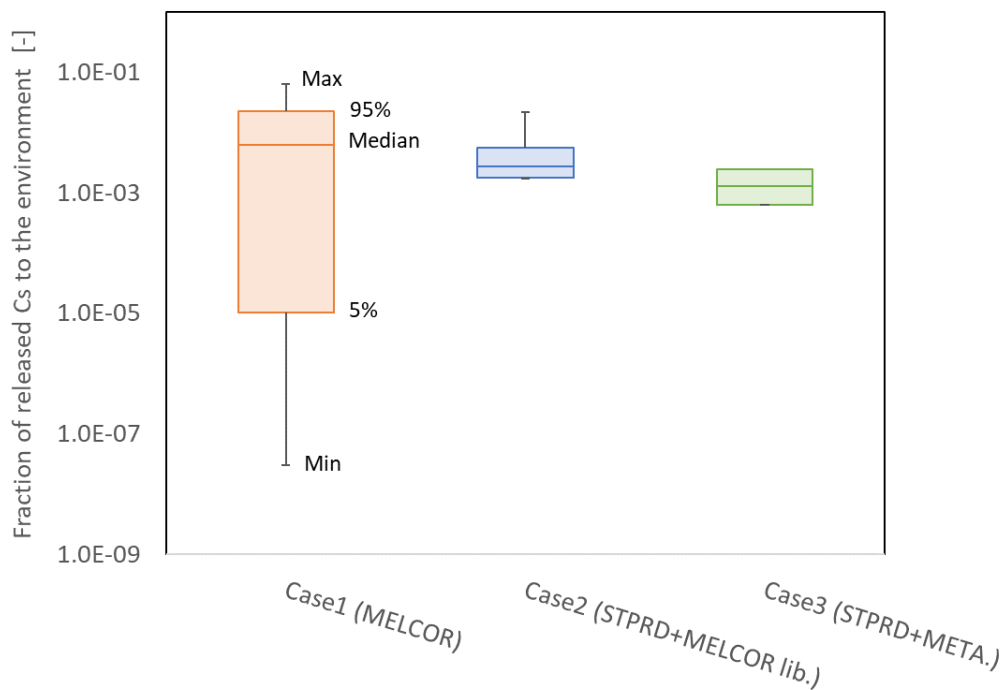 Fraction of released Cs to the environment [-]
1.0E-01
1.0E-03
1.0E-05
1.0E-07
1.0E-09
Max
95%
Median
5%
Min
Case1 (MELCOR)
Case2 (STPRD+MELCOR lib.)
Case3 (STPRD+META.)